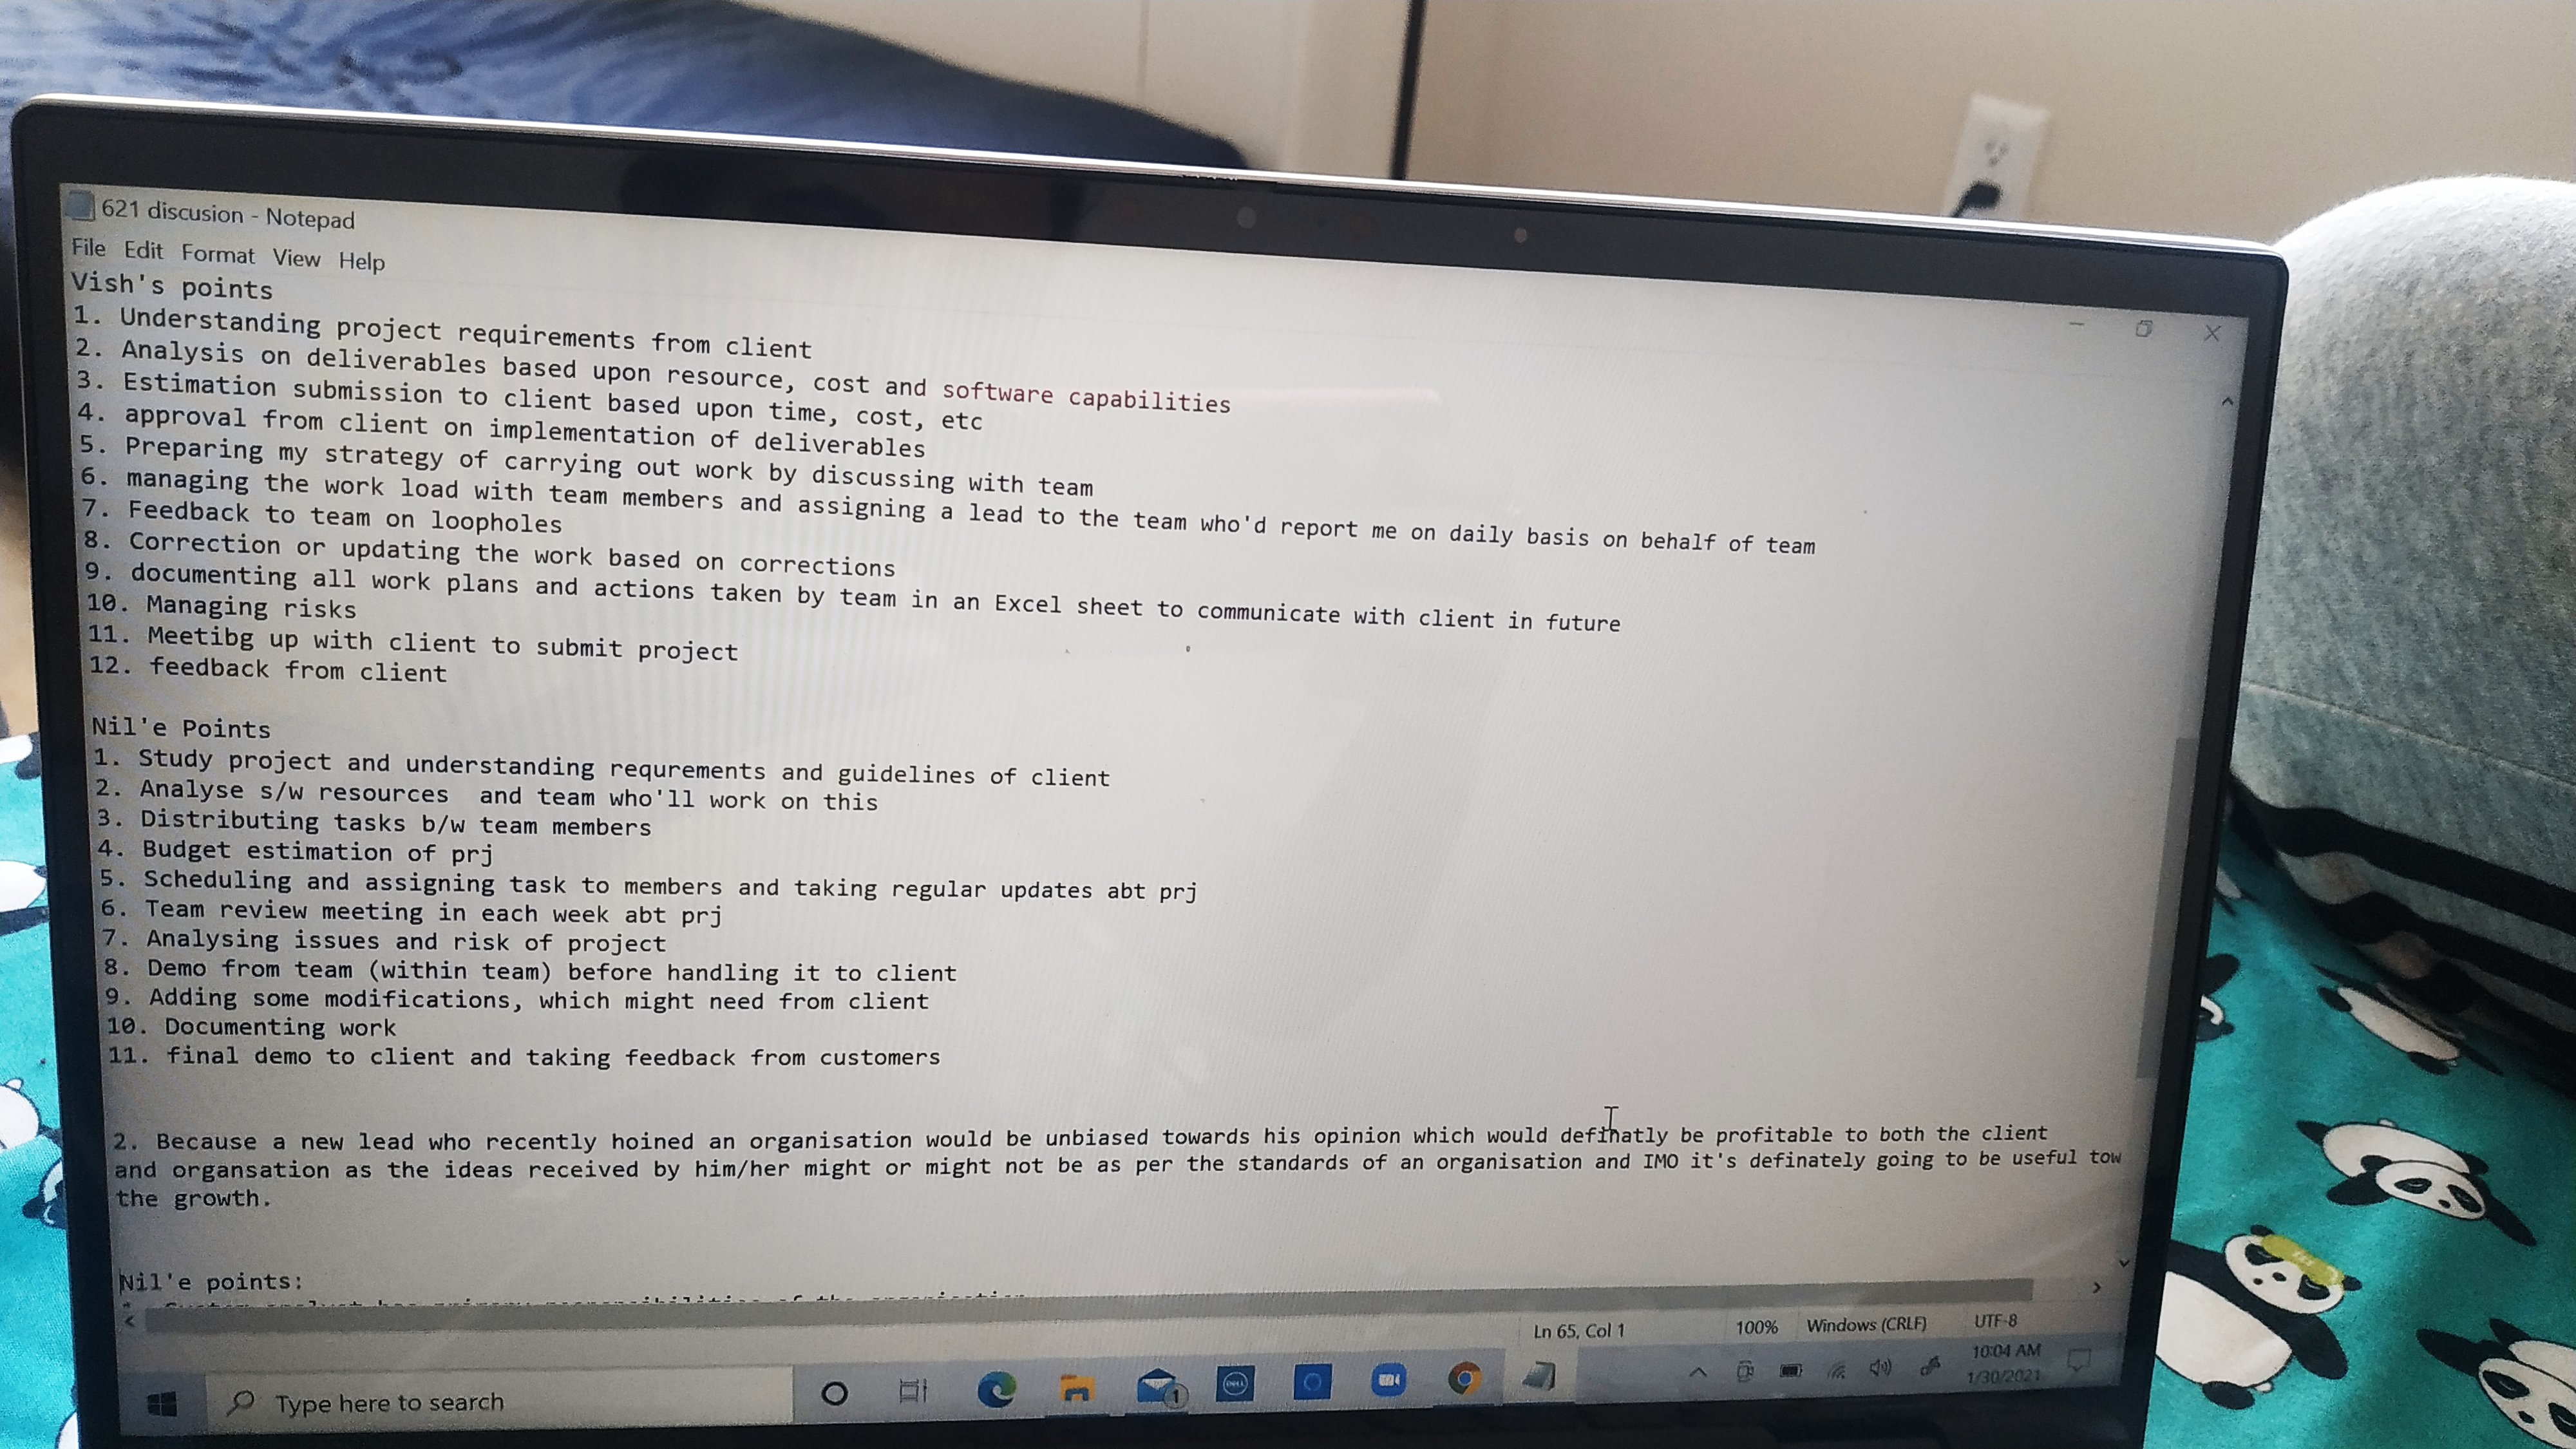 621 discusion - Notepad
File Edit Format View Help
Vish's points
1. Understanding project requirements from client
2. Analysis on deliverables based upon resource, cost and software capabilities
3. Estimation submission to client based upon time, cost, etc
4. approval from client on implementation of deliverables
5. Preparing my strategy of carrying out work by discussing with team
6. managing the work load with team members and assigning a lead to the team who'd report me on daily basis on behalf of team
7. Feedback to team on loopholes
8. Correction or updating the work based on corrections
9. documenting all work plans and actions taken by team in an Excel sheet to communicate with client in future
10. Managing risks
11. Meetibg up with client to submit project
12. feedback from client
Nil'e Points
1. Study project and understanding requrements and guidelines of client
2. Analyse s/w resources and team who'll work on this
3. Distributing tasks b/w team members
4. Budget estimation of prj
5. Scheduling and assigning task to members and taking regular updates abt prj
6. Team review meeting in each week abt prj
7. Analysing issues and risk of project
8. Demo from team (within team) before handling it to client
9. Adding some modifications, which might need from client
10. Documenting work
11. final demo to client and taking feedback from customers
2. Because a new lead who recently hoined an organisation would be unbiased towards his opinion which would definatly be profitable to both the client
and organsation as the ideas received by him/her might or might not be as per the standards of an organisation and IMO it's definately going to be useful tow
the growth.
Nil'e points:
Ln 65, Col 1
100%
Windows (CRLF)
UTF-8
Type here to search
1
DELL
10:04 AM
1/30/2021